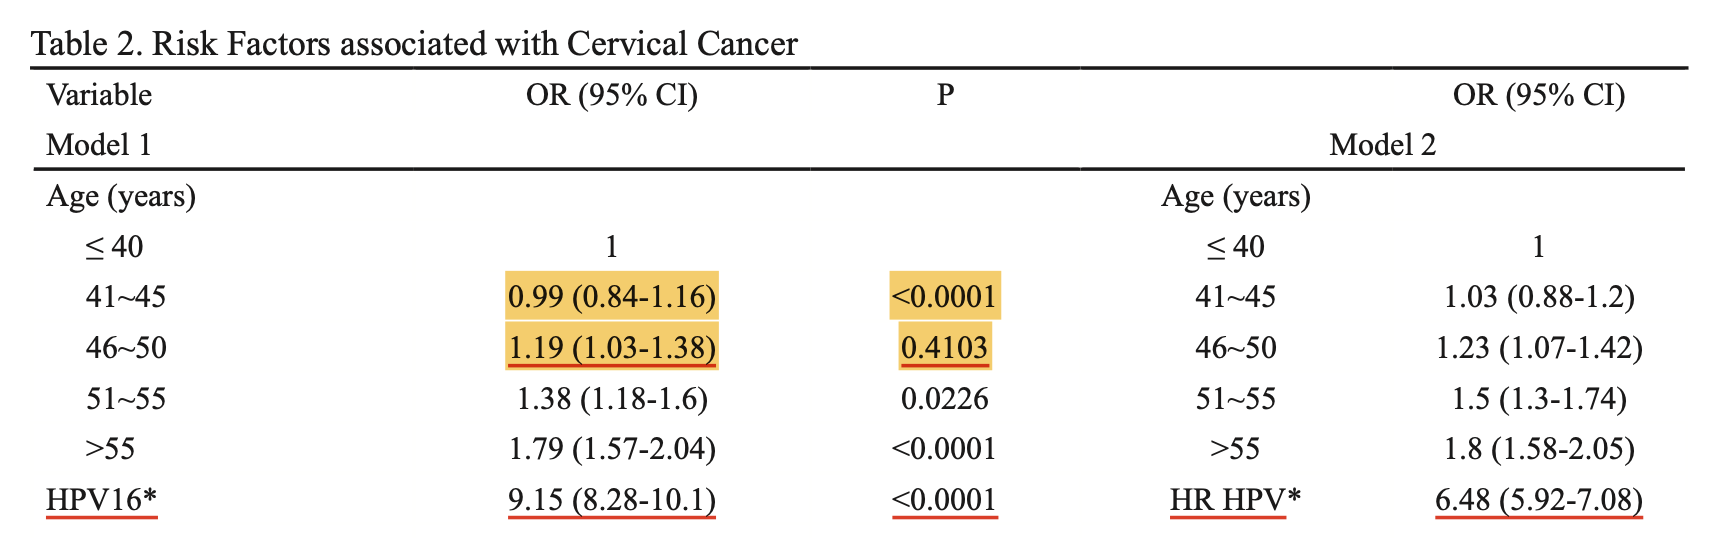 Table 2. Risk Factors associated with Cervical Cancer
Variable OR (95% CI) P OR (95% CI)
Model 1 Model 2
Age (years) Age (years)
≤ 40 1 ≤ 40 1
41~45 0.99 (0.84-1.16) <0.0001 41~45 1.03 (0.88-1.2)
46~50 1.19 (1.03-1.38) 0.4103 46~50 1.23 (1.07-1.42)
51~55 1.38 (1.18-1.6) 0.0226 51~55 1.5 (1.3-1.74)
>55 1.79 (1.57-2.04) <0.0001 >55 1.8 (1.58-2.05)
HPV16* 9.15 (8.28-10.1) <0.0001 HR HPV* 6.48 (5.92-7.08)